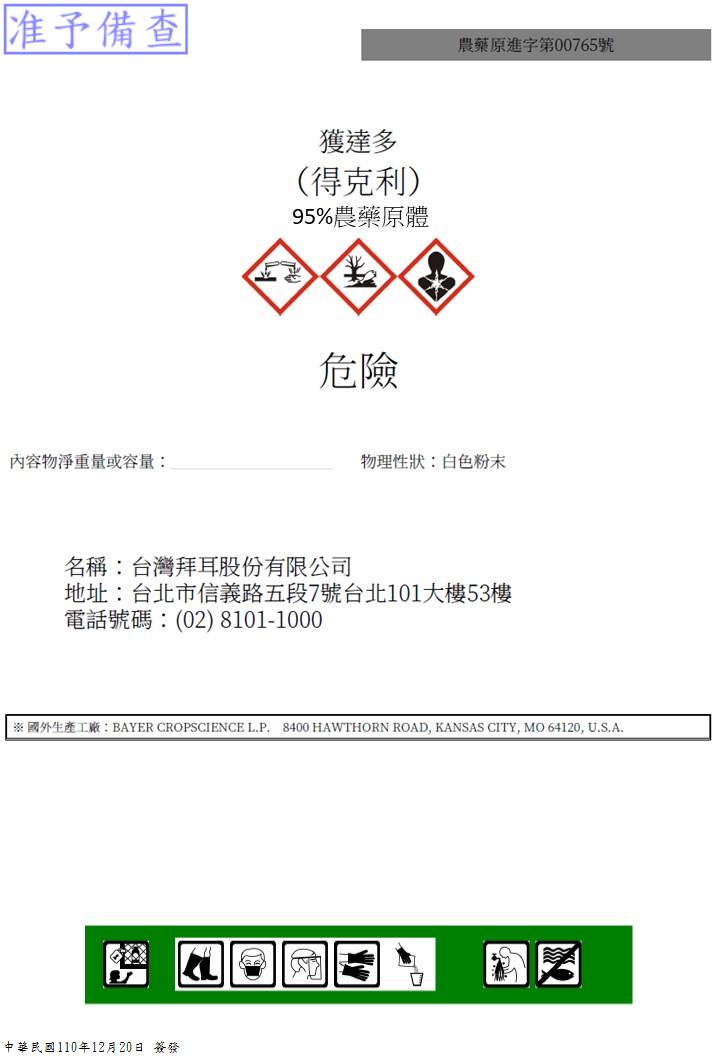 准予備查
農藥原進字第00765號
獲達多
（得克利）
95%農藥原體
危險
內容物淨重量或容量： 物理性狀：白色粉末
名稱：台灣拜耳股份有限公司
地址：台北市信義路五段7號台北101大樓53樓
電話號碼：(02) 8101-1000
※ 國外生產工廠：BAYER CROPSCIENCE L.P. 8400 HAWTHORN ROAD, KANSAS CITY, MO 64120, U.S.A.
中華民國110年12月20日 簽發